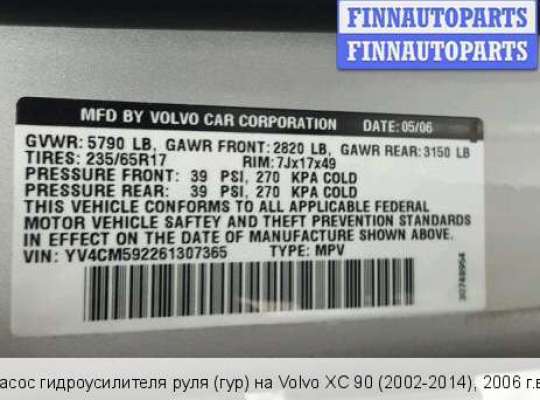 FINNAUTOPARTS
FINNAUTOPARTS
MFD BY VOLVO CAR CORPORATION DATE: 05/06
GVWR: 5790 LB, GAWR FRONT: 2820 LB, GAWR REAR: 3150 LB
TIRES: 235/65R17 RIM: 7Jx17x49
PRESSURE FRONT: 39 PSI, 270 KPA COLD
PRESSURE REAR: 39 PSI, 270 KPA COLD
THIS VEHICLE CONFORMS TO ALL APPLICABLE FEDERAL
MOTOR VEHICLE SAFTEY AND THEFT PREVENTION STANDARDS
IN EFFECT ON THE DATE OF MANUFACTURE SHOWN ABOVE.
VIN: YV4CM592261307365 TYPE: MPV
30748954
асос гидроусилителя руля (гур) на Volvo XC 90 (2002-2014), 2006 г.в